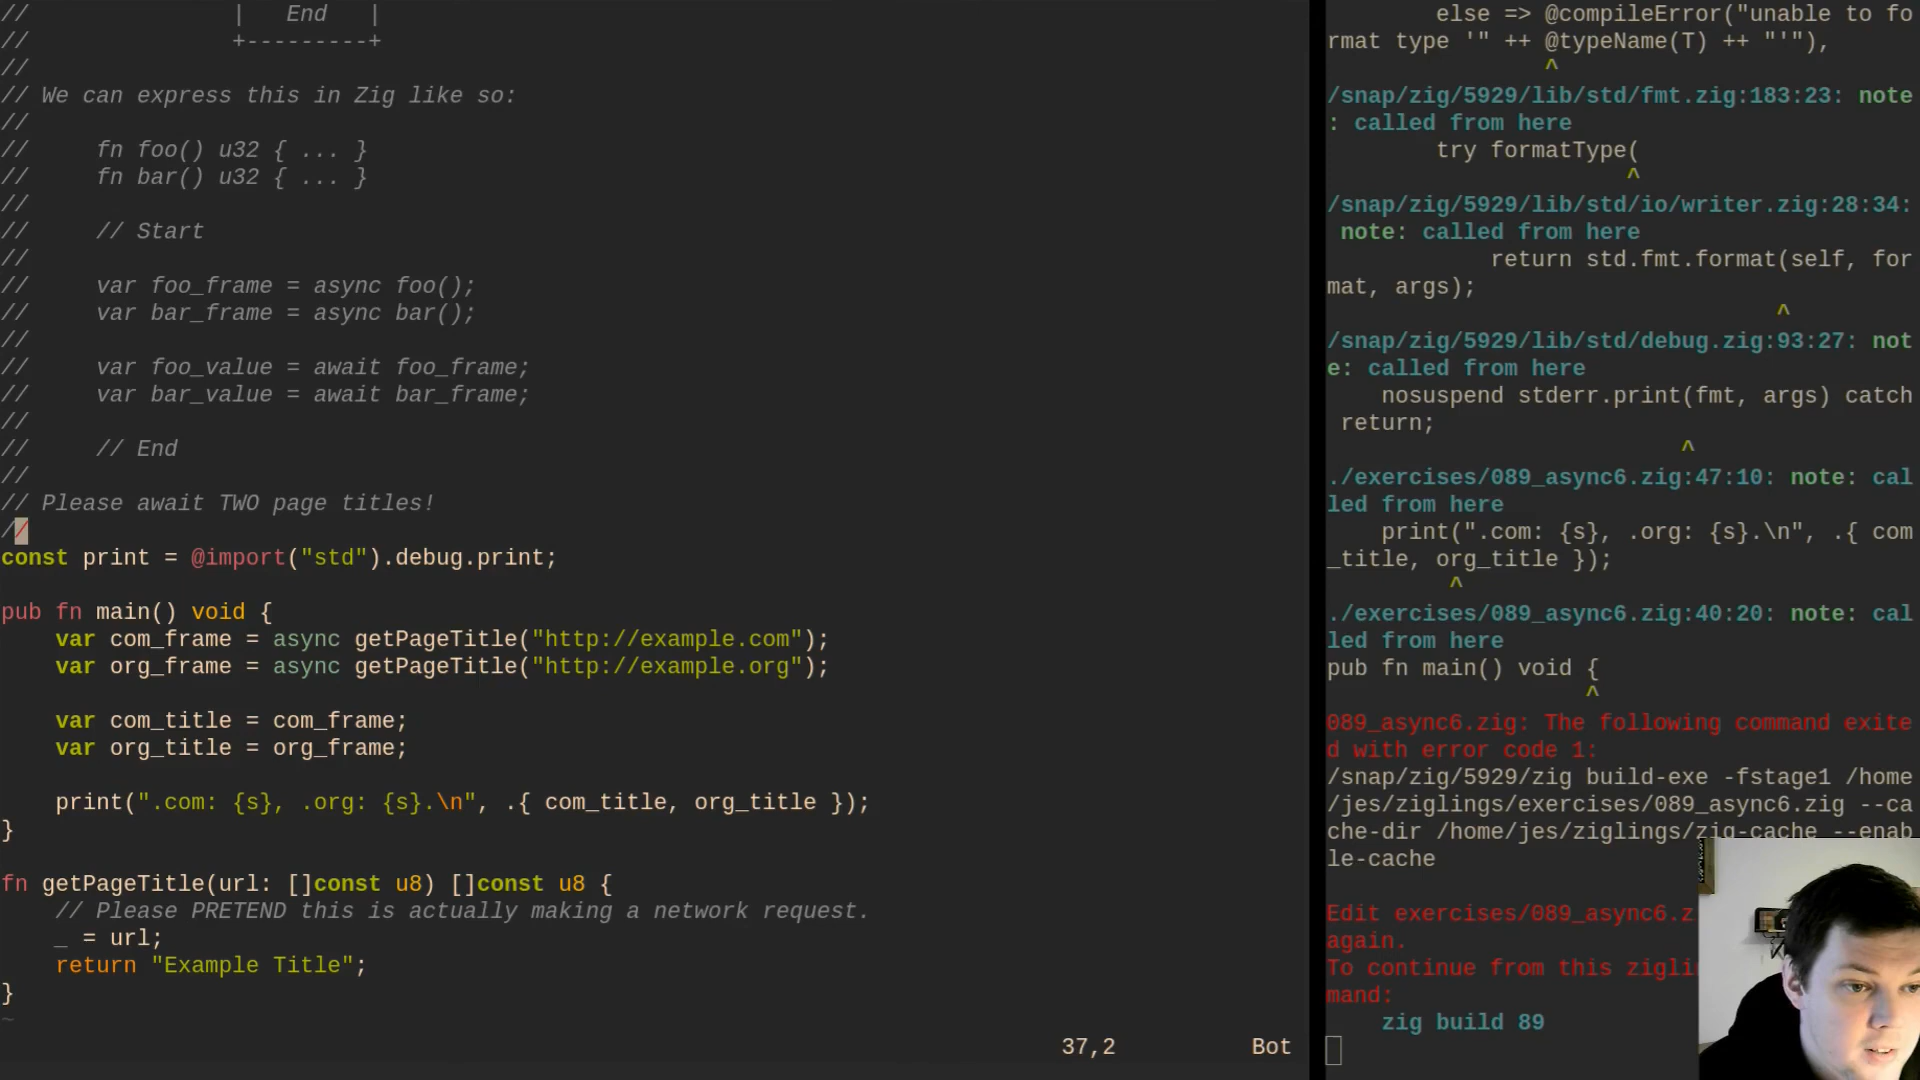 //               |   End   |
//               +---------+
//
// We can express this in Zig like so:
//
//     fn foo() u32 { ... }
//     fn bar() u32 { ... }
//
//     // Start
//
//     var foo_frame = async foo();
//     var bar_frame = async bar();
//
//     var foo_value = await foo_frame;
//     var bar_value = await bar_frame;
//
//     // End
//
// Please await TWO page titles!
//
const print = @import("std").debug.print;
pub fn main() void {
    var com_frame = async getPageTitle("http://example.com");
    var org_frame = async getPageTitle("http://example.org");
    var com_title = com_frame;
    var org_title = org_frame;
    print(".com: {s}, .org: {s}.\n", .{ com_title, org_title });
}
fn getPageTitle(url: []const u8) []const u8 {
    // Please PRETEND this is actually making a network request.
    _ = url;
    return "Example Title";
}
~
37,2          Bot
        else => @compileError("unable to fo
rmat type '" ++ @typeName(T) ++ "'"),
^
/snap/zig/5929/lib/std/fmt.zig:183:23: note
: called from here
        try formatType(
^
/snap/zig/5929/lib/std/io/writer.zig:28:34:
 note: called from here
            return std.fmt.format(self, for
mat, args);
^
/snap/zig/5929/lib/std/debug.zig:93:27: not
e: called from here
    nosuspend stderr.print(fmt, args) catch
 return;
^
./exercises/089_async6.zig:47:10: note: cal
led from here
    print(".com: {s}, .org: {s}.\n", .{ com
_title, org_title });
^
./exercises/089_async6.zig:40:20: note: cal
led from here
pub fn main() void {
^
089_async6.zig: The following command exite
d with error code 1:
/snap/zig/5929/zig build-exe -fstage1 /home
/jes/ziglings/exercises/089_async6.zig --ca
che-dir /home/jes/ziglings/zig-cache --enab
le-cache
Edit exercises/089_async6.z
again.
To continue from this zigli
mand:
    zig build 89